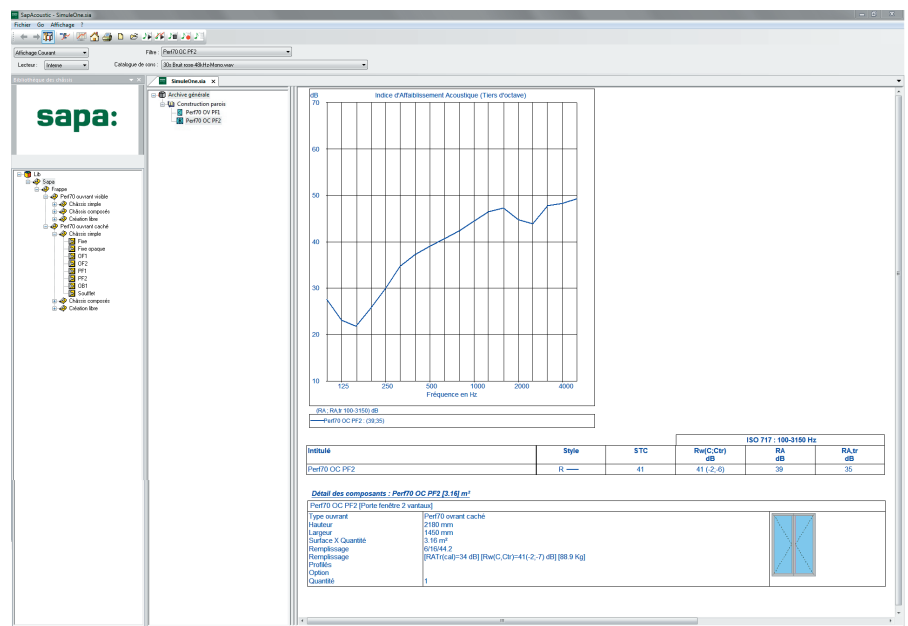 SapAcoustic - SimuleOne.sia
Fichier Go Affichage ?
Affichage Courant
Filtre : Perf70 OC PF2
Lecteur : Interne
Catalogue de sons : 30s Bruit rose-48kHz-Mono.wav
Bibliothèque des châssis
sapa:
Lib
Sapa
Frappe
Perf70 ouvrant visible
Châssis simple
Châssis composés
Création libre
Perf70 ouvrant caché
Châssis simple
Fixe
Fixe opaque
OF1
OF2
PF1
PF2
OB1
Soufflet
Châssis composés
Création libre
SimuleOne.sia x
Archive générale
Construction parois
Perf70 OV PF1
Perf70 OC PF2
dB
Indice d'Affaiblissement Acoustique (Tiers d'octave)
70
60
50
40
30
20
10
125 250 500 1000 2000 4000
Fréquence en Hz
(RA ; RA,tr 100-3150) dB
Perf70 OC PF2 : (39;35)
ISO 717 : 100-3150 Hz
Intitulé Style STC Rw(C;Ctr) dB RA dB RA,tr dB
Perf70 OC PF2 R — 41 41 (-2;-6) 39 35
Détail des composants : Perf70 OC PF2 [3.16] m²
Perf70 OC PF2 [Porte fenêtre 2 vantaux]
Type ouvrant Perf70 ovrant caché
Hauteur 2180 mm
Largeur 1450 mm
Surface X Quantité 3.16 m²
Remplissage 6/16/44.2
Remplissage [RATr(cal)=34 dB] [Rw(C,Ctr)=41(-2;-7) dB] [88.9 Kg]
Profilés
Option
Quantité 1